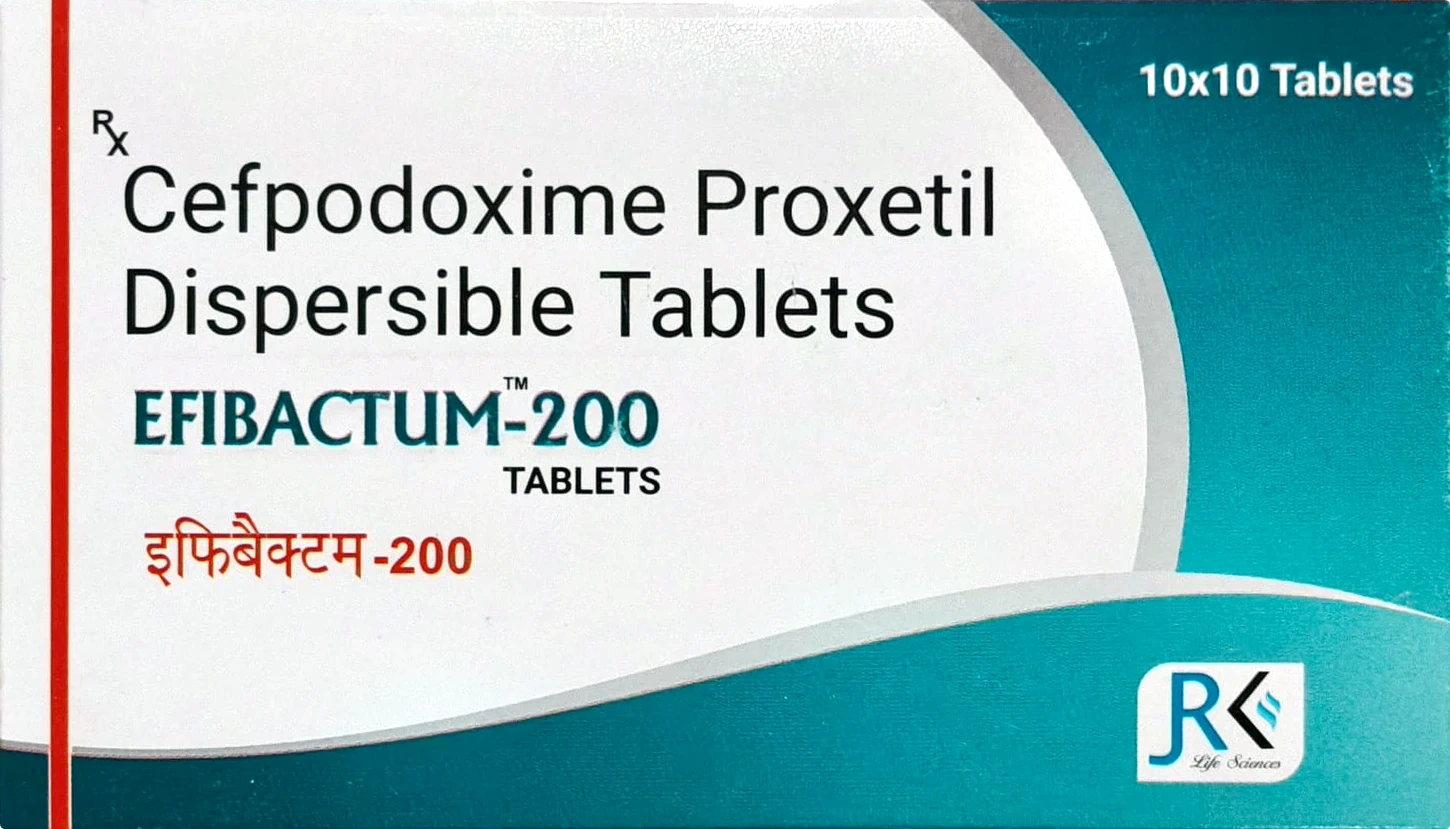 10x10 Tablets
Rx
Cefpodoxime Proxetil
Dispersible Tablets
EFIBACTUM™-200
TABLETS
इफिबैक्टम -200
JRK
Life Sciences